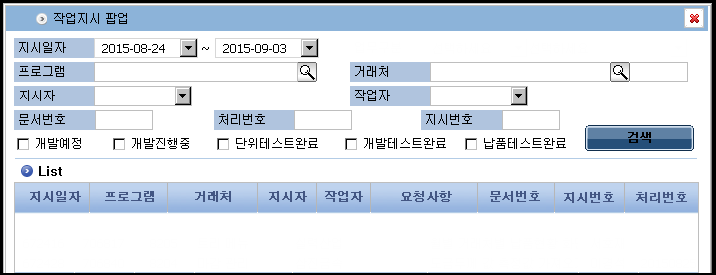 작업지시 팝업
지시일자 2015-08-24 ~ 2015-09-03
프로그램 거래처
지시자 작업자
문서번호 처리번호 지시번호
개발예정 개발진행중 단위테스트완료 개발테스트완료 납품테스트완료 검색
List
지시일자 프로그램 거래처 지시자 작업자 요청사항 문서번호 지시번호 처리번호